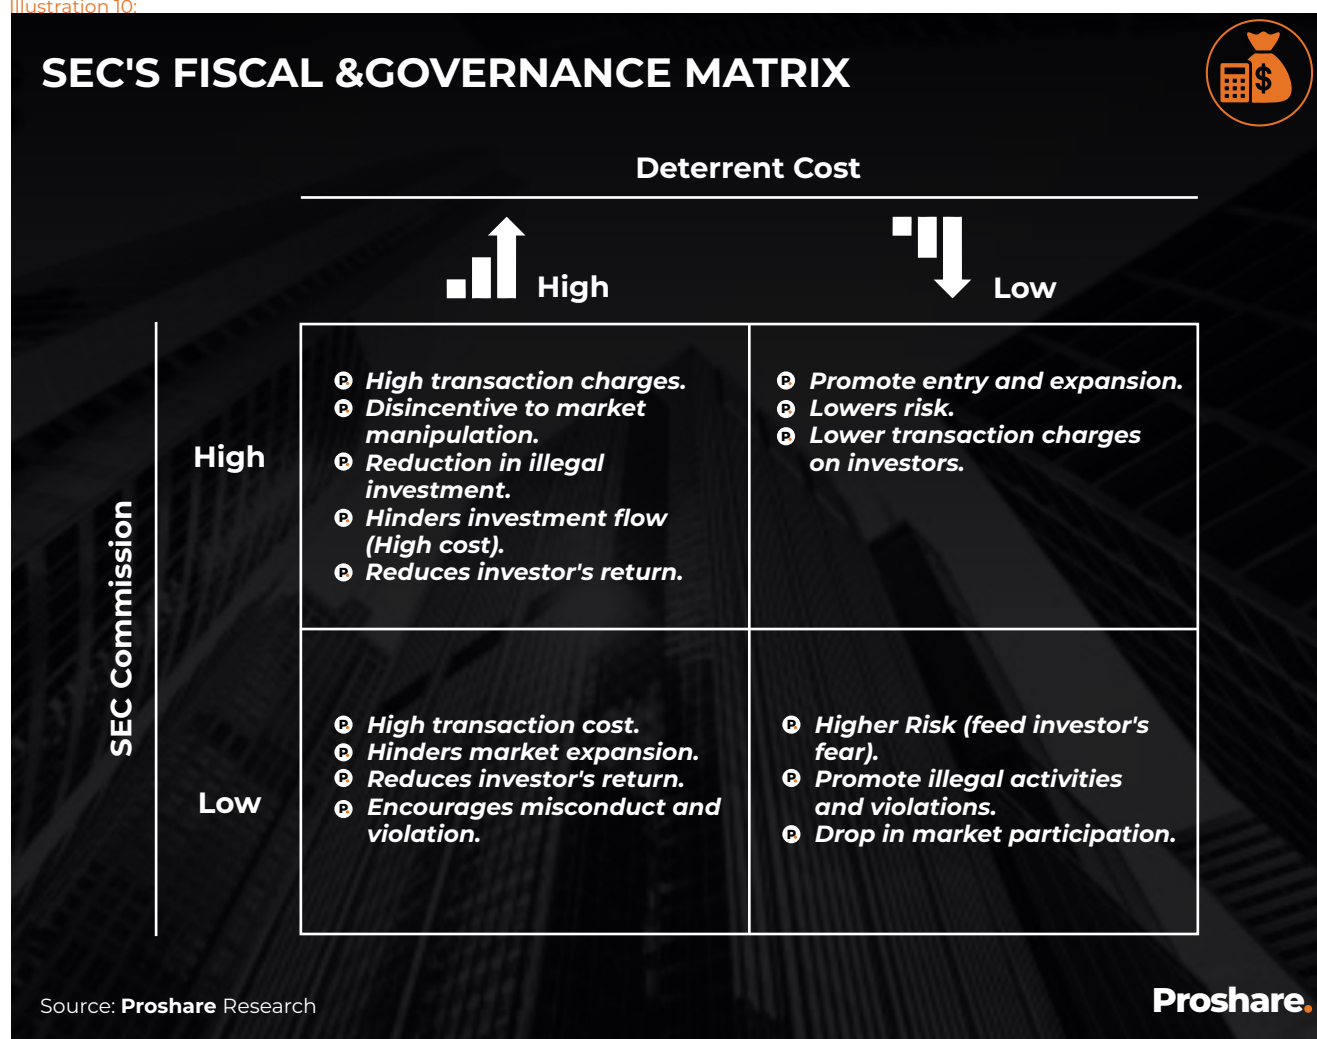 Illustration 10:
SEC'S FISCAL &GOVERNANCE MATRIX
$
Deterrent Cost
High
Low
SEC Commission
High
High transaction charges.
Disincentive to market
manipulation.
Reduction in illegal
investment.
Hinders investment flow
(High cost).
Reduces investor's return.
Promote entry and expansion.
Lowers risk.
Lower transaction charges
on investors.
Low
High transaction cost.
Hinders market expansion.
Reduces investor's return.
Encourages misconduct and
violation.
Higher Risk (feed investor's
fear).
Promote illegal activities
and violations.
Drop in market participation.
Source: Proshare Research
Proshare.